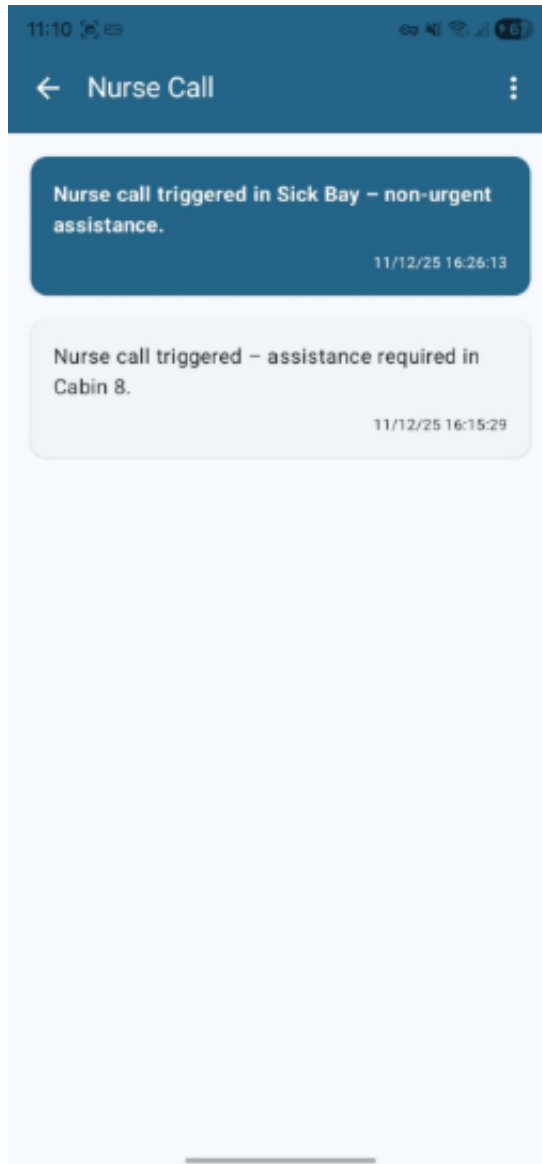 11:10
Nurse Call
Nurse call triggered in Sick Bay – non-urgent
assistance.
11/12/25 16:26:13
Nurse call triggered – assistance required in
Cabin 8.
11/12/25 16:15:29